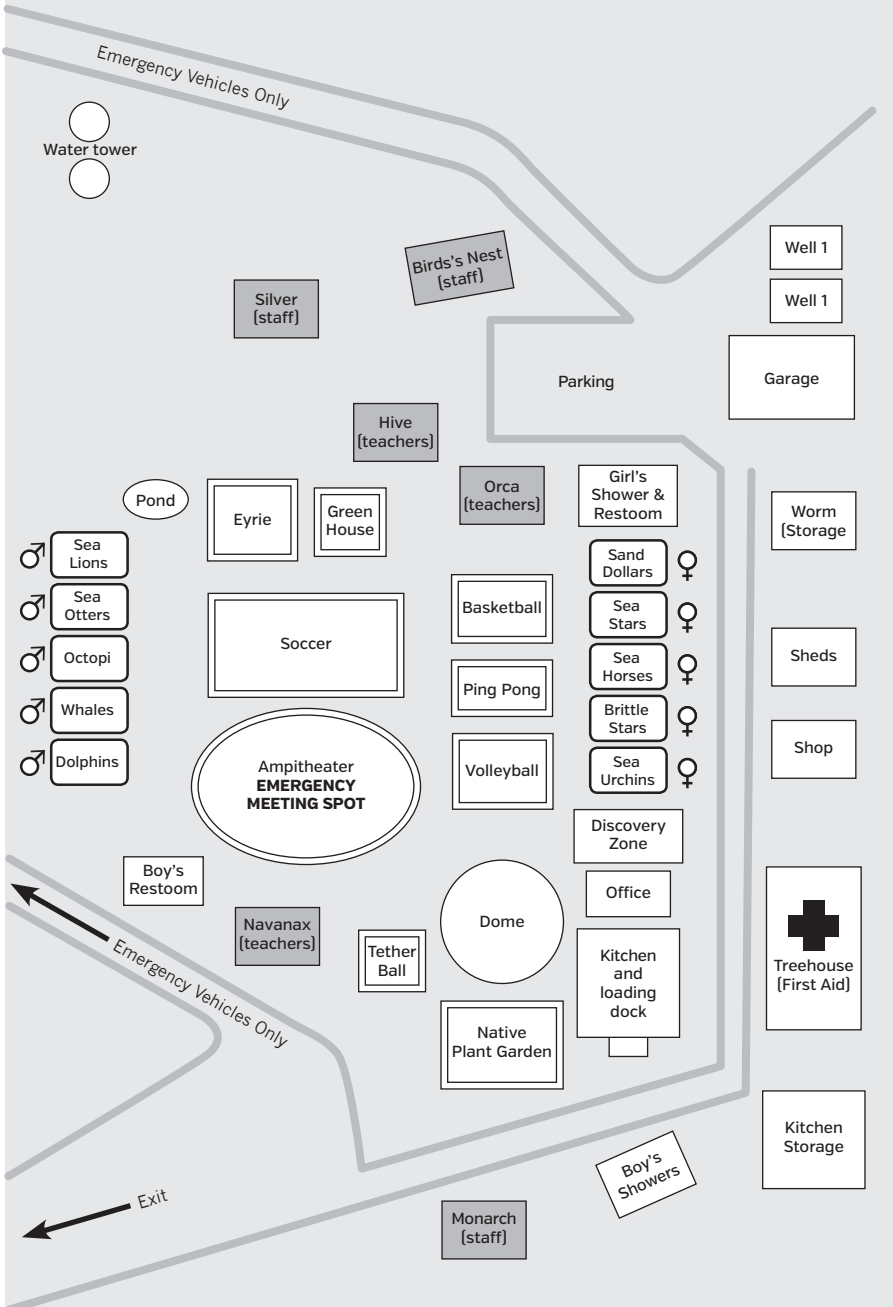 Emergency Vehicles Only
Water tower
Birds's Nest
(staff)
Well 1
Silver
(staff)
Well 1
Parking
Garage
Hive
(teachers)
Pond
Eyrie
Green
House
Orca
(teachers)
Girl's
Shower &
Restoom
Worm
(Storage
Sea
Lions
Sand
Dollars
Sea
Otters
Basketball
Sea
Stars
Octopi
Soccer
Sea
Horses
Sheds
Whales
Ping Pong
Brittle
Stars
Dolphins
Ampitheater
EMERGENCY
MEETING SPOT
Volleyball
Sea
Urchins
Shop
Discovery
Zone
Boy's
Restoom
Office
Navanax
(teachers)
Tether
Ball
Dome
Kitchen
and
loading
dock
Treehouse
(First Aid)
Emergency Vehicles Only
Native
Plant Garden
Kitchen
Storage
Boy's
Showers
Exit
Monarch
(staff)